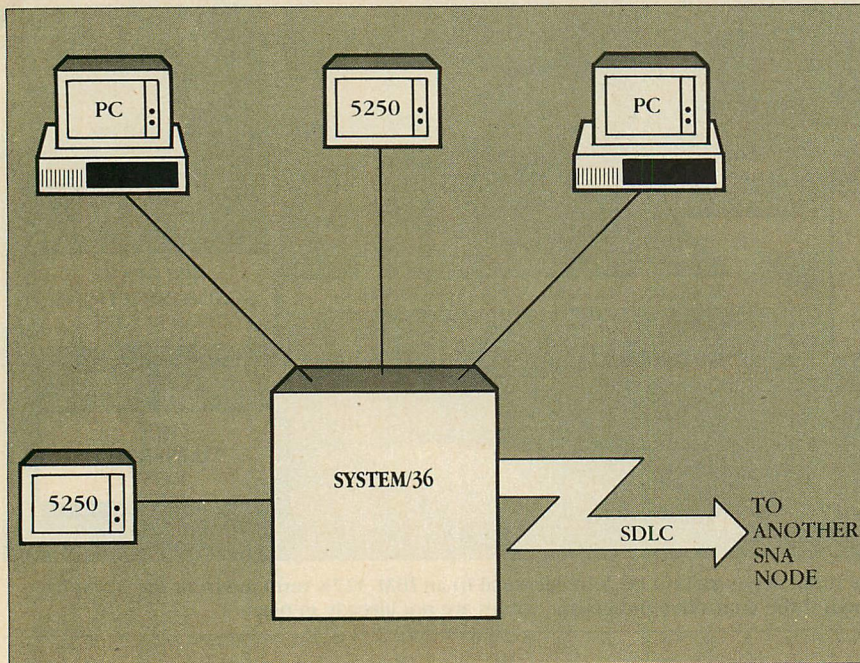 PC
5250
PC
5250
SYSTEM/36
SDLC
TO
ANOTHER
SNA
NODE